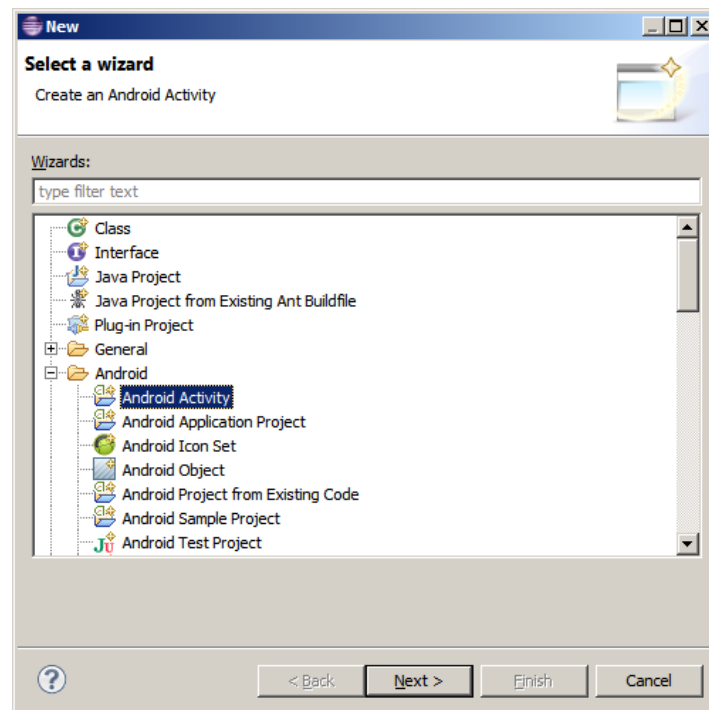 New
Select a wizard
Create an Android Activity
Wizards:
type filter text
Class
Interface
Java Project
Java Project from Existing Ant Buildfile
Plug-in Project
General
Android
Android Activity
Android Application Project
Android Icon Set
Android Object
Android Project from Existing Code
Android Sample Project
Android Test Project
? < Back Next > Finish Cancel